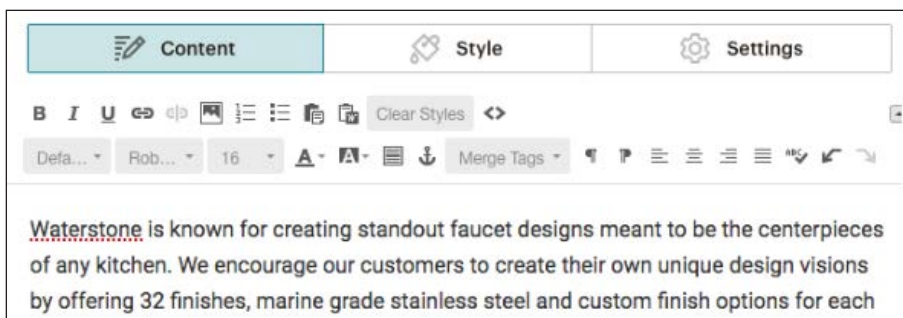 Content Style Settings
B I U Clear Styles <>
Defa... Rob... 16 A A Merge Tags
Waterstone is known for creating standout faucet designs meant to be the centerpieces
of any kitchen. We encourage our customers to create their own unique design visions
by offering 32 finishes, marine grade stainless steel and custom finish options for each